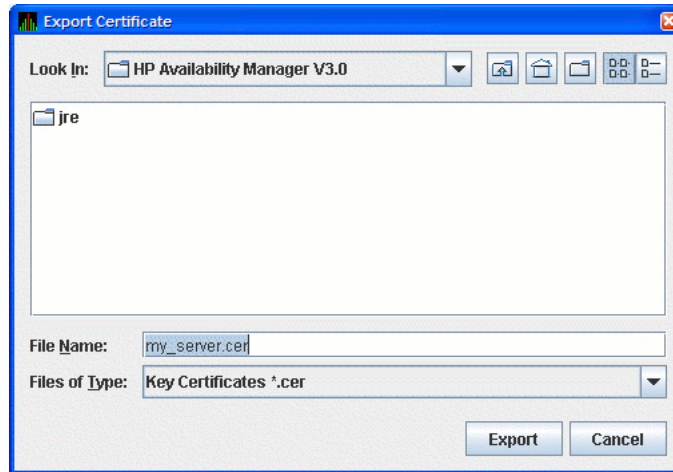 Export Certificate
Look In: HP Availability Manager V3.0
jre
File Name: my_server.cer
Files of Type: Key Certificates *.cer
Export Cancel